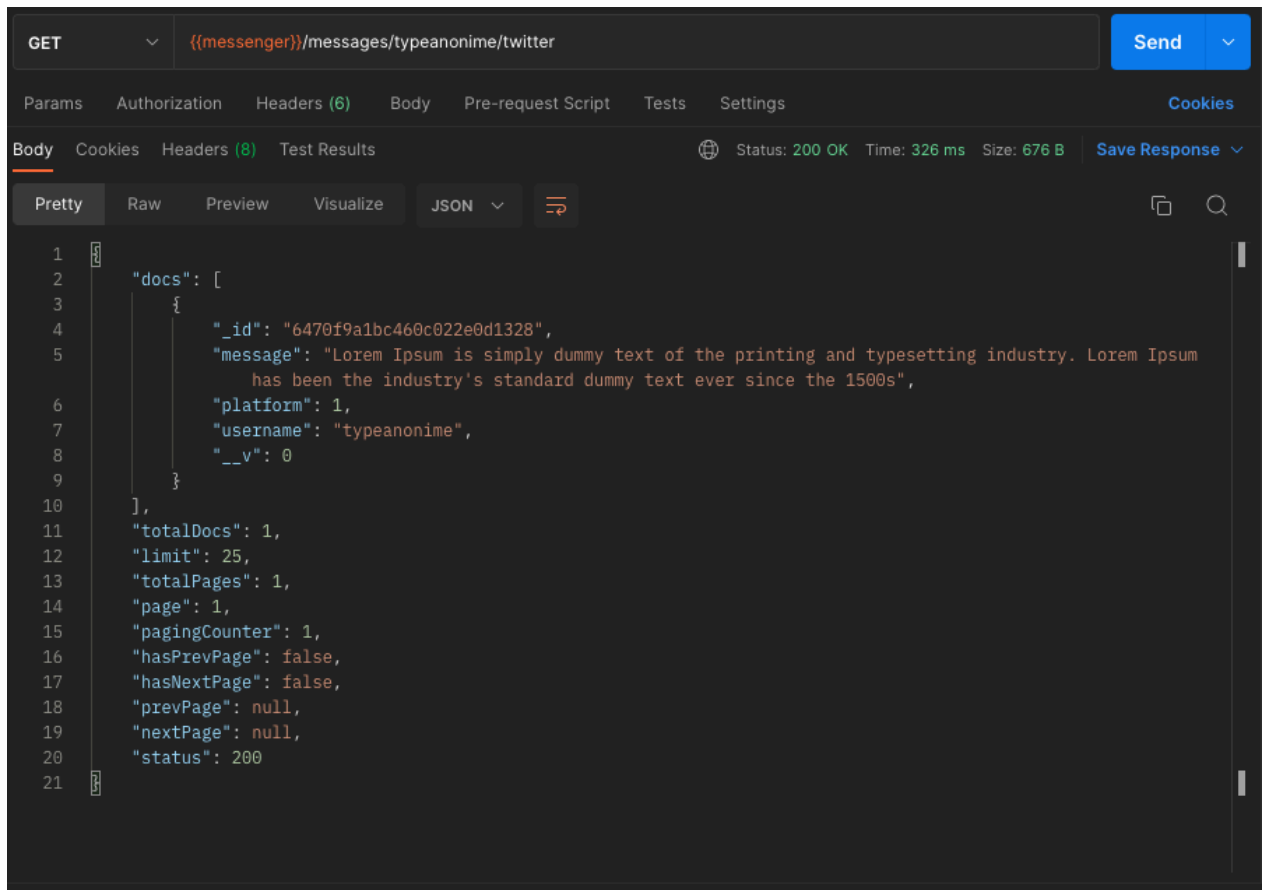 GET {{messenger}}/messages/typeanonime/twitter Send
Params Authorization Headers (6) Body Pre-request Script Tests Settings Cookies
Body Cookies Headers (8) Test Results Status: 200 OK Time: 326 ms Size: 676 B Save Response
Pretty Raw Preview Visualize JSON
1 {
2 "docs": [
3 {
4 "_id": "6470f9a1bc460c022e0d1328",
5 "message": "Lorem Ipsum is simply dummy text of the printing and typesetting industry. Lorem Ipsum
has been the industry's standard dummy text ever since the 1500s",
6 "platform": 1,
7 "username": "typeanonime",
8 "__v": 0
9 }
10 ],
11 "totalDocs": 1,
12 "limit": 25,
13 "totalPages": 1,
14 "page": 1,
15 "pagingCounter": 1,
16 "hasPrevPage": false,
17 "hasNextPage": false,
18 "prevPage": null,
19 "nextPage": null,
20 "status": 200
21 }